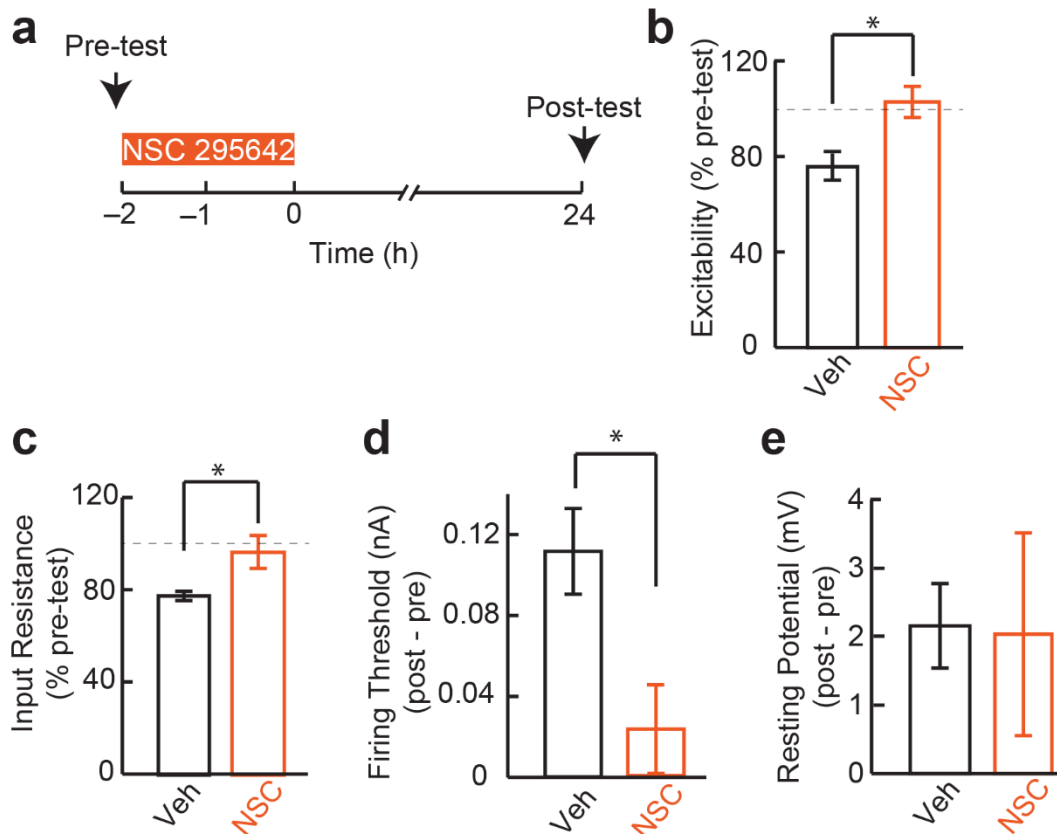 a
Pre-test
Post-test
NSC 295642
–2
–1
0
24
Time (h)
b
*
Excitability (% pre-test)
120
80
40
0
Veh
NSC
c
*
Input Resistance
(% pre-test)
120
80
40
0
Veh
NSC
d
*
Firing Threshold (nA)
(post - pre)
0.12
0.08
0.04
0
Veh
NSC
e
Resting Potential (mV)
(post - pre)
4
3
2
1
0
Veh
NSC